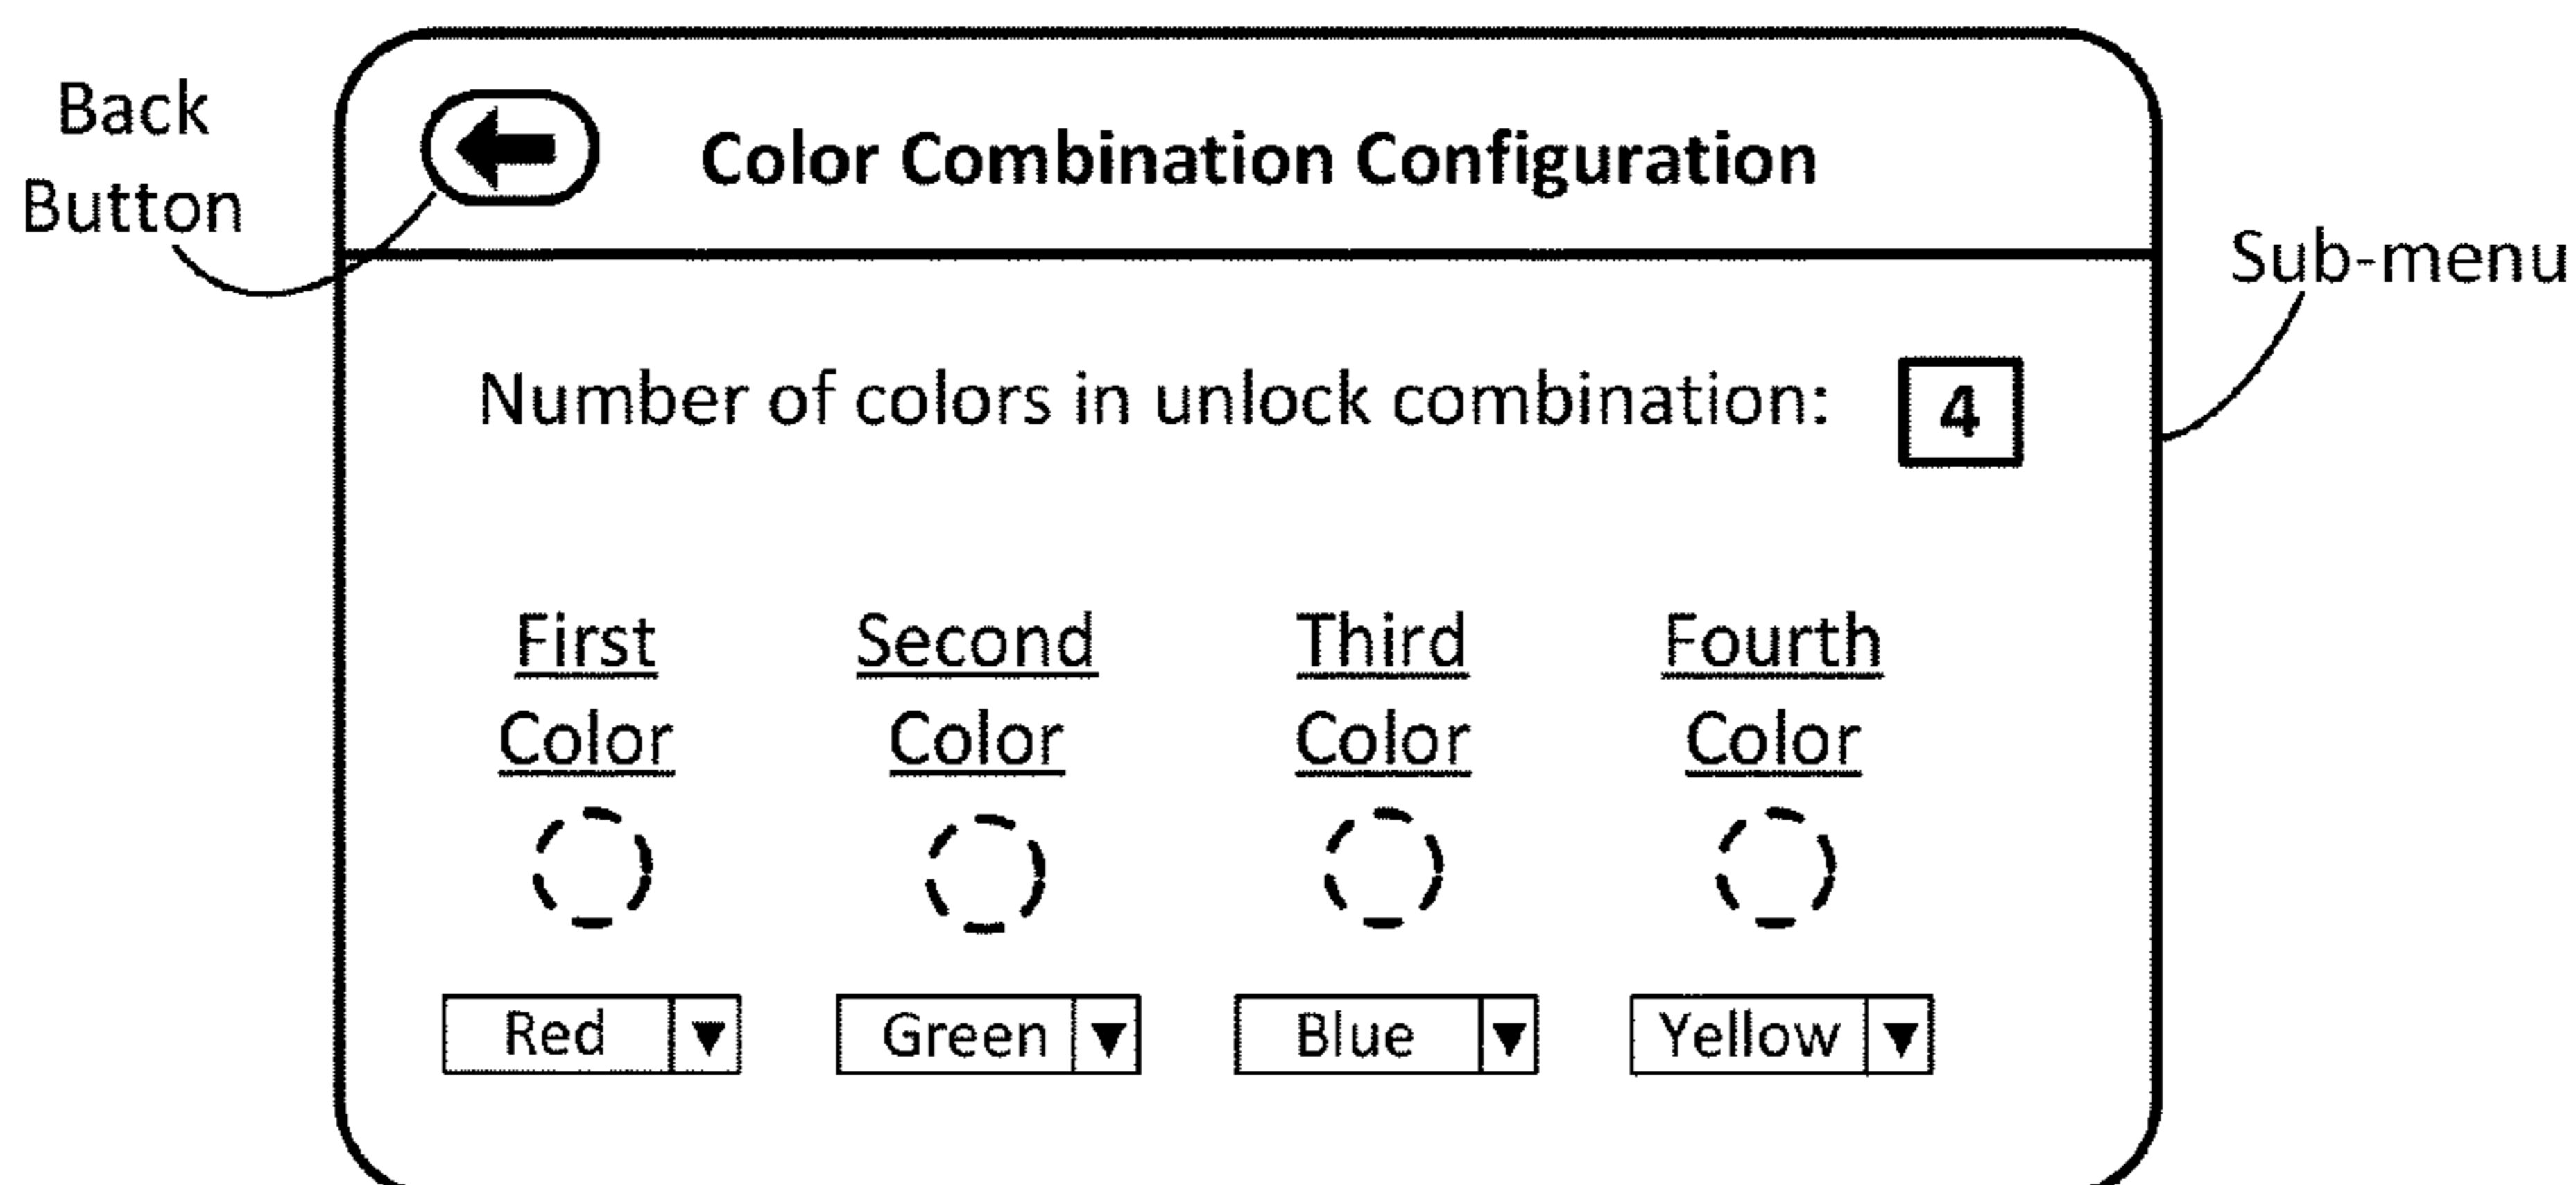 Back
Button
Color Combination Configuration
Sub-menu
Number of colors in unlock combination: 4
First Second Third Fourth
Color Color Color Color
Red Green Blue Yellow